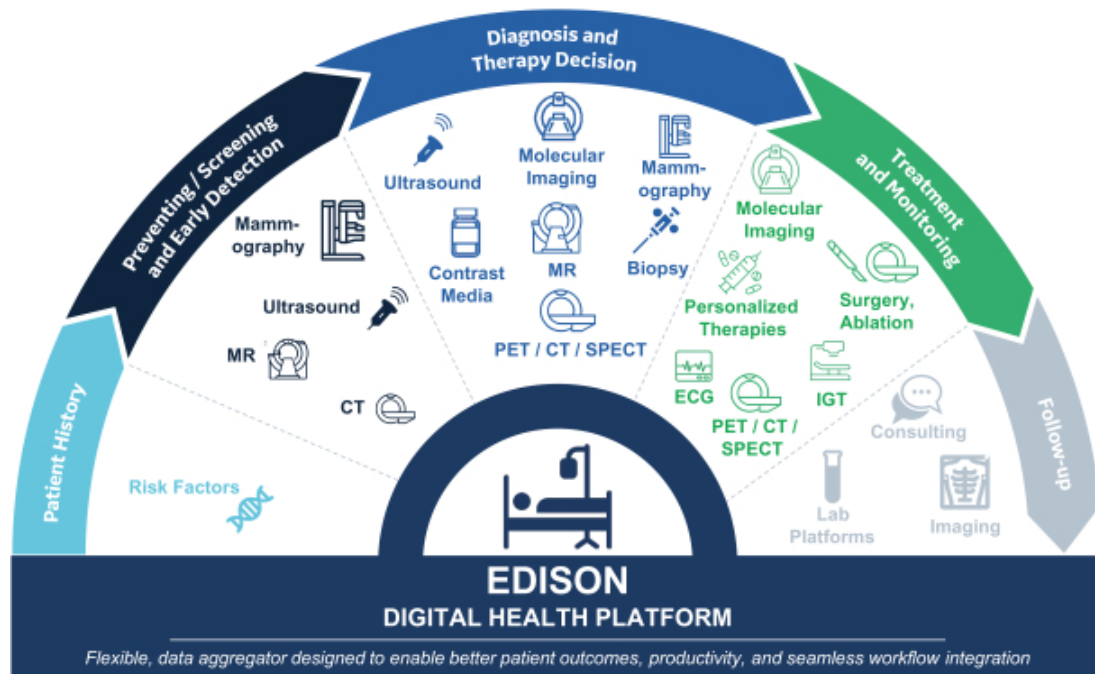 Patient History
Risk Factors
Preventing / Screening
and Early Detection
Mamm-
ography
Ultrasound
MR
CT
Diagnosis and
Therapy Decision
Ultrasound
Molecular
Imaging
Mamm-
ography
Contrast
Media
MR
Biopsy
PET / CT / SPECT
Treatment
and Monitoring
Molecular
Imaging
Personalized
Therapies
Surgery,
Ablation
ECG
PET / CT /
SPECT
IGT
Follow-up
Consulting
Lab
Platforms
Imaging
EDISON
DIGITAL HEALTH PLATFORM
Flexible, data aggregator designed to enable better patient outcomes, productivity, and seamless workflow integration